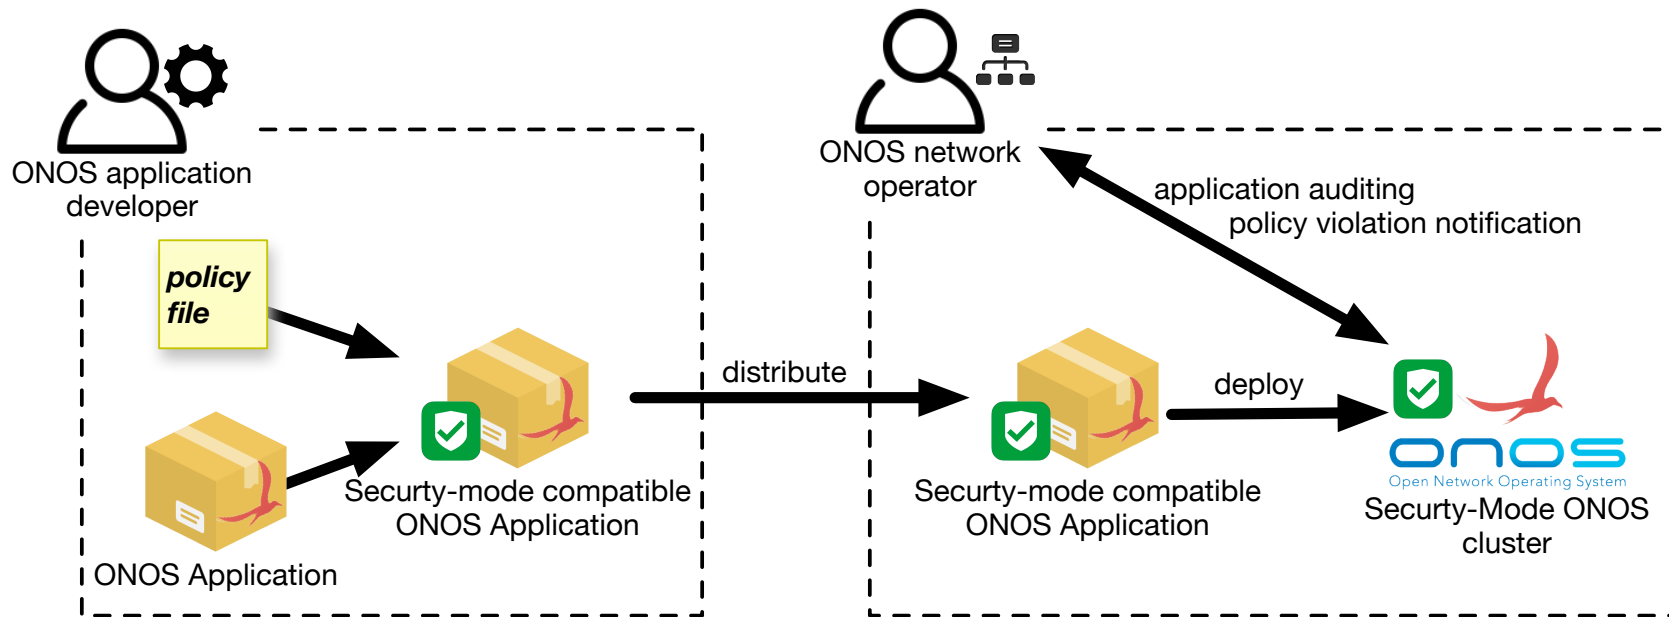 ONOS application
developer
policy
file
ONOS Application
Securty-mode compatible
ONOS Application
distribute
ONOS network
operator
application auditing
policy violation notification
Securty-mode compatible
ONOS Application
deploy
onos
Open Network Operating System
Securty-Mode ONOS
cluster